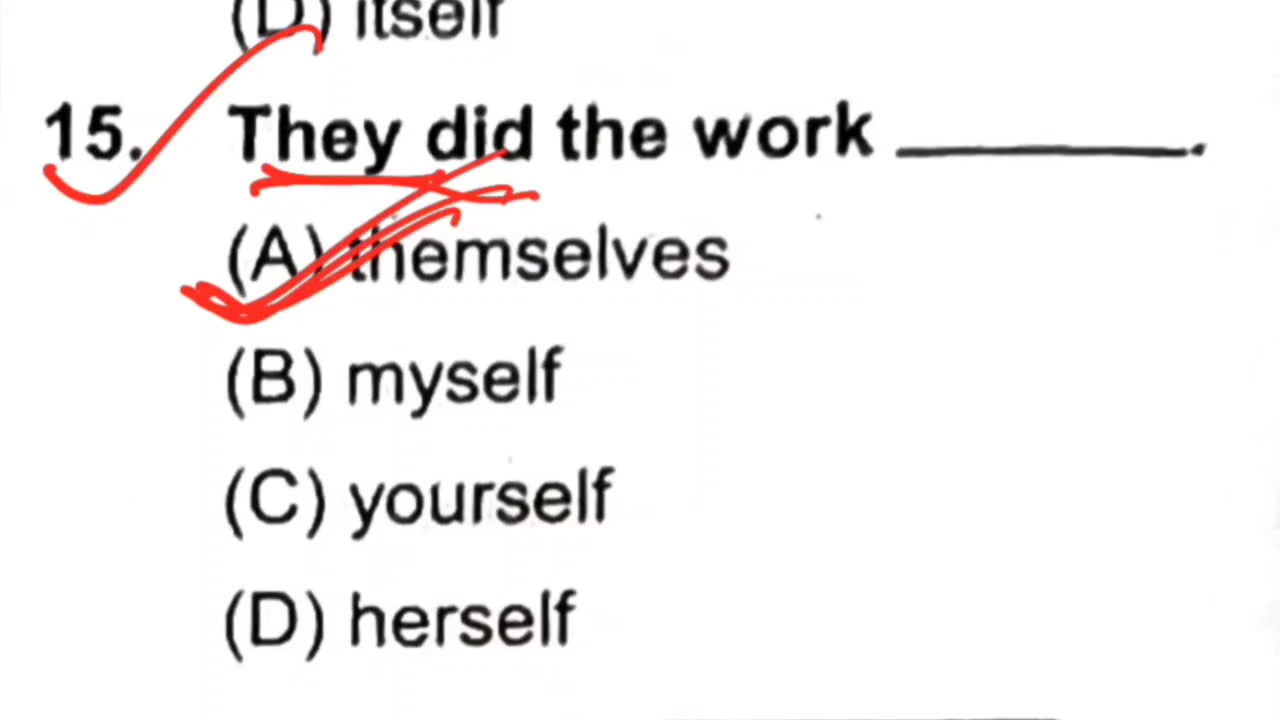 (D) itself
15. They did the work ________.
(A) themselves
(B) myself
(C) yourself
(D) herself